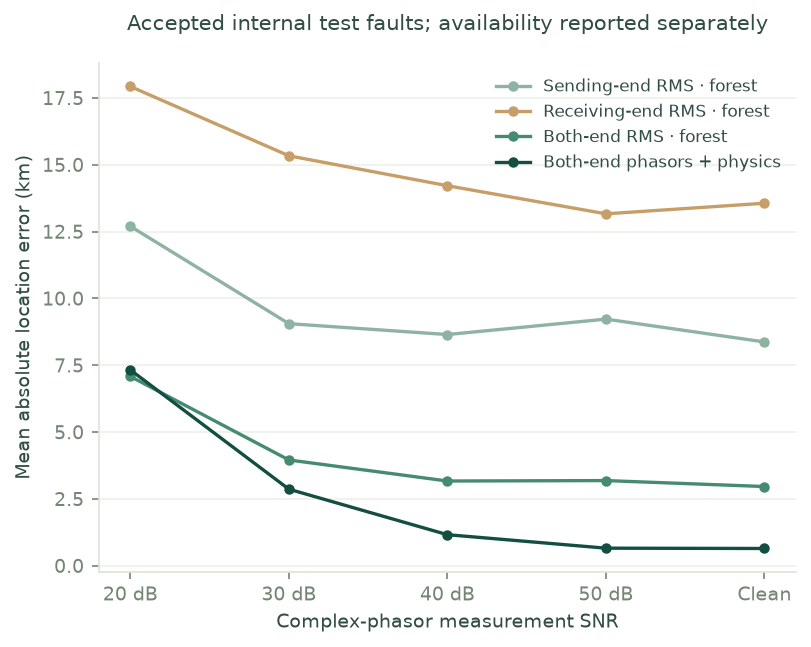 Accepted internal test faults; availability reported separately
Sending-end RMS · forest
Receiving-end RMS · forest
Both-end RMS · forest
Both-end phasors + physics
Mean absolute location error (km)
17.5
15.0
12.5
10.0
7.5
5.0
2.5
0.0
20 dB
30 dB
40 dB
50 dB
Clean
Complex-phasor measurement SNR